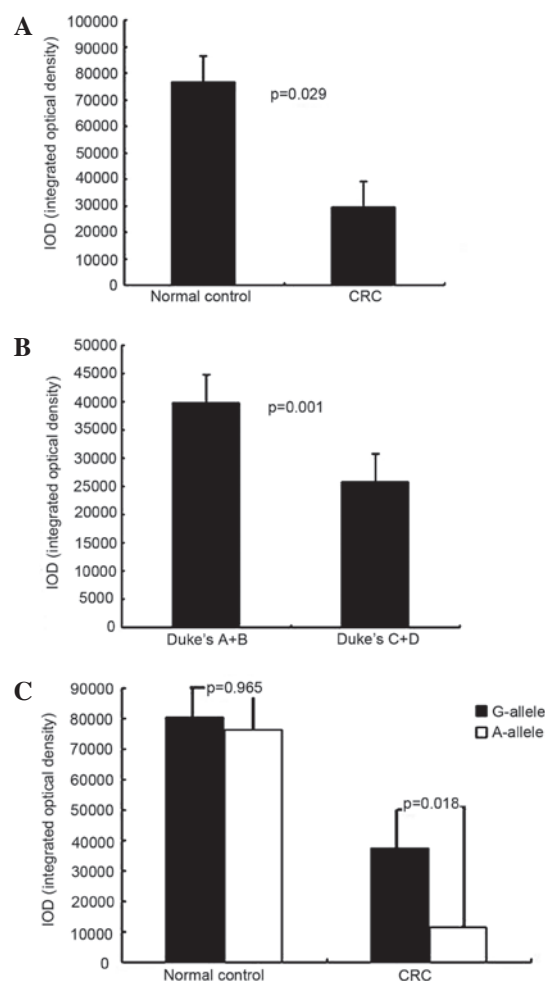 A
100000
90000
80000
70000
60000
50000
40000
30000
20000
10000
0
IOD (integrated optical density)
p=0.029
Normal control CRC
B
50000
45000
40000
35000
30000
25000
20000
15000
10000
5000
0
IOD (integrated optical density)
p=0.001
Duke's A+B Duke's C+D
C
90000
80000
70000
60000
50000
40000
30000
20000
10000
0
IOD (integrated optical density)
p=0.965
p=0.018
G-allele
A-allele
Normal control CRC